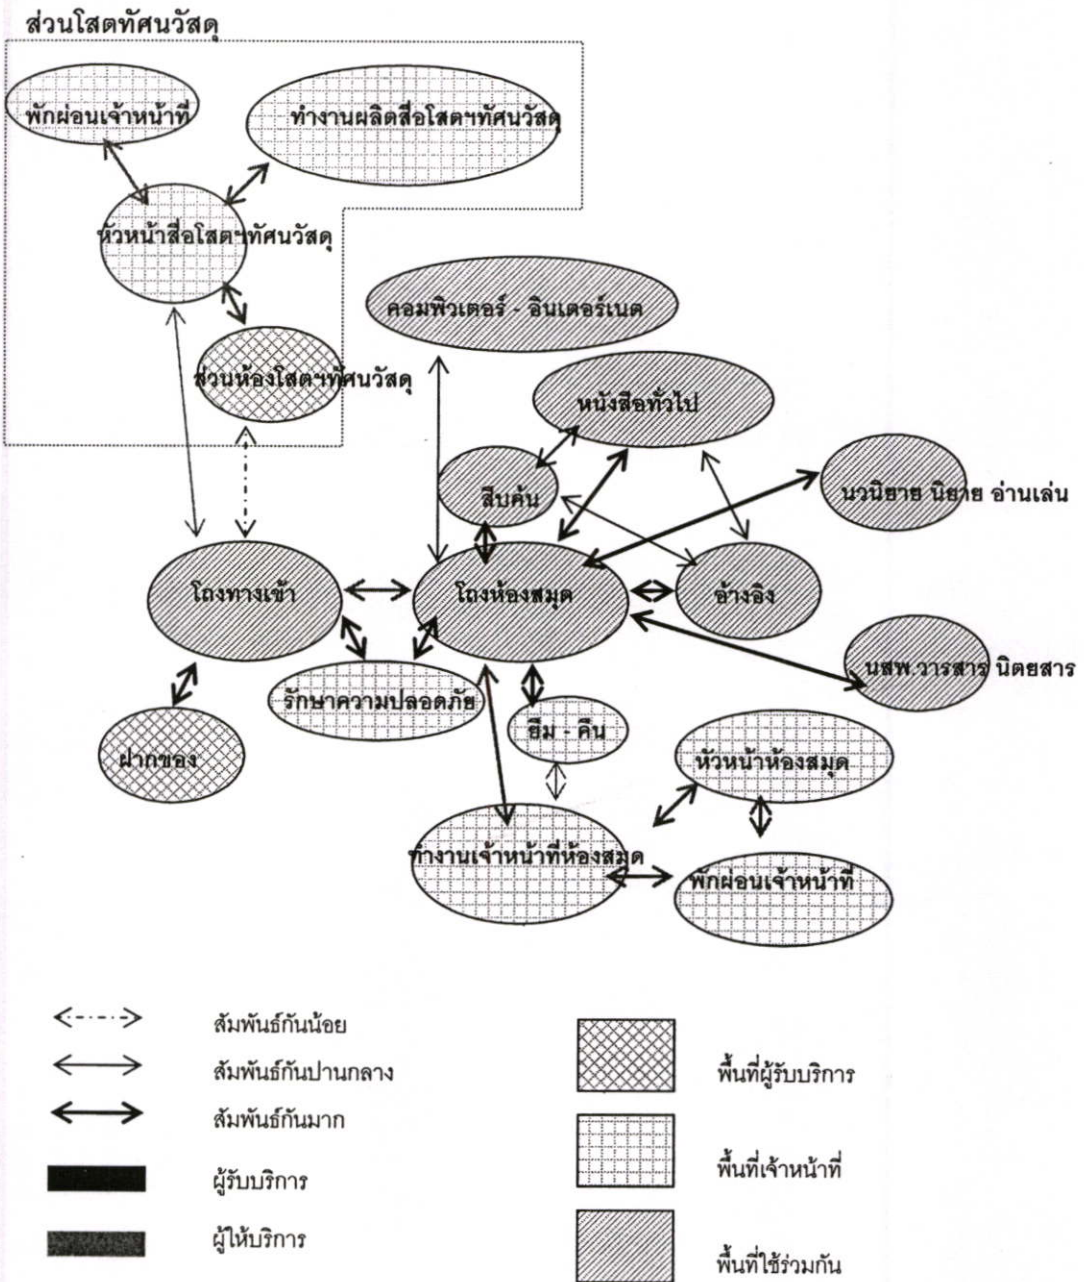 ส่วนโสตทัศนวัสดุ
พักผ่อนเจ้าหน้าที่
ทำงานผลิตสื่อโสตฯทัศนวัสดุ
หัวหน้าสื่อโสตฯทัศนวัสดุ
คอมพิวเตอร์ - อินเตอร์เนต
ส่วนห้องโสตฯทัศนวัสดุ
หนังสือทั่วไป
สืบค้น
นวนิยาย นิยาย อ่านเล่น
โถงทางเข้า
โถงห้องสมุด
อ้างอิง
นสพ.วารสาร นิตยสาร
รักษาความปลอดภัย
ยืม - คืน
ฝากของ
หัวหน้าห้องสมุด
ทำงานเจ้าหน้าที่ห้องสมุด
พักผ่อนเจ้าหน้าที่
สัมพันธ์กันน้อย
สัมพันธ์กันปานกลาง
สัมพันธ์กันมาก
ผู้รับบริการ
ผู้ให้บริการ
พื้นที่ผู้รับบริการ
พื้นที่เจ้าหน้าที่
พื้นที่ใช้ร่วมกัน